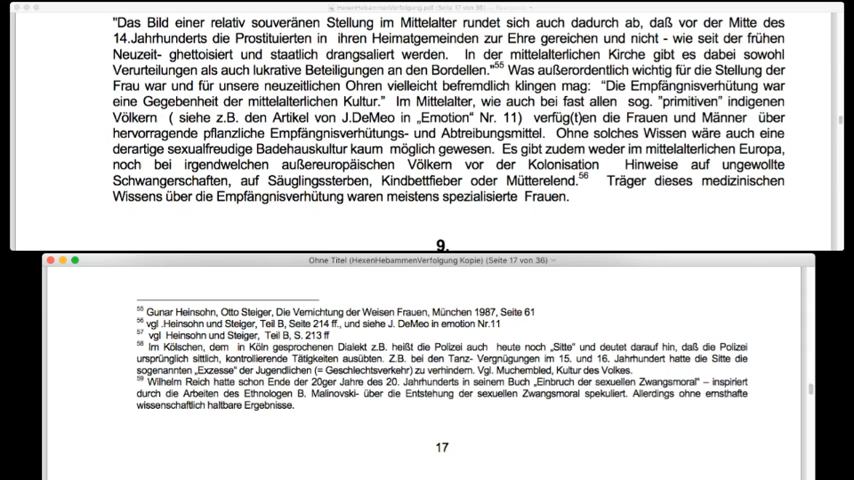 HexenHebammenVerfolgung.pdf (Seite 17 von 36)
"Das Bild einer relativ souveränen Stellung im Mittelalter rundet sich auch dadurch ab, daß vor der Mitte des
14.Jahrhunderts die Prostituierten in ihren Heimatgemeinden zur Ehre gereichen und nicht - wie seit der frühen
Neuzeit- ghettoisiert und staatlich drangsaliert werden. In der mittelalterlichen Kirche gibt es dabei sowohl
Verurteilungen als auch lukrative Beteiligungen an den Bordellen."55 Was außerordentlich wichtig für die Stellung der
Frau war und für unsere neuzeitlichen Ohren vielleicht befremdlich klingen mag: "Die Empfängnisverhütung war
eine Gegebenheit der mittelalterlichen Kultur." Im Mittelalter, wie auch bei fast allen sog. "primitiven" indigenen
Völkern ( siehe z.B. den Artikel von J.DeMeo in „Emotion“ Nr. 11) verfüg(t)en die Frauen und Männer über
hervorragende pflanzliche Empfängnisverhütungs- und Abtreibungsmittel. Ohne solches Wissen wäre auch eine
derartige sexualfreudige Badehauskultur kaum möglich gewesen. Es gibt zudem weder im mittelalterlichen Europa,
noch bei irgendwelchen außereuropäischen Völkern vor der Kolonisation Hinweise auf ungewollte
Schwangerschaften, auf Säuglingssterben, Kindbettfieber oder Mütterelend.56 Träger dieses medizinischen
Wissens über die Empfängnisverhütung waren meistens spezialisierte Frauen.
9.
Ohne Titel (HexenHebammenVerfolgung Kopie) (Seite 17 von 36)
55 Gunar Heinsohn, Otto Steiger, Die Vernichtung der Weisen Frauen, München 1987, Seite 61
56 vgl .Heinsohn und Steiger, Teil B, Seite 214 ff., und siehe J. DeMeo in emotion Nr.11
57 vgl Heinsohn und Steiger, Teil B, S. 213 ff
58 Im Kölschen, dem in Köln gesprochenen Dialekt z.B. heißt die Polizei auch heute noch „Sitte“ und deutet darauf hin, daß die Polizei
ursprünglich sittlich, kontrollierende Tätigkeiten ausübten. Z.B. bei den Tanz- Vergnügungen im 15. und 16. Jahrhundert hatte die Sitte die
sogenannten „Exzesse“ der Jugendlichen (= Geschlechtsverkehr) zu verhindern. Vgl. Muchembled, Kultur des Volkes.
59 Wilhelm Reich hatte schon Ende der 20ger Jahre des 20. Jahrhunderts in seinem Buch „Einbruch der sexuellen Zwangsmoral“ – inspiriert
durch die Arbeiten des Ethnologen B. Malinovski- über die Entstehung der sexuellen Zwangsmoral spekuliert. Allerdings ohne ernsthafte
wissenschaftlich haltbare Ergebnisse.
17